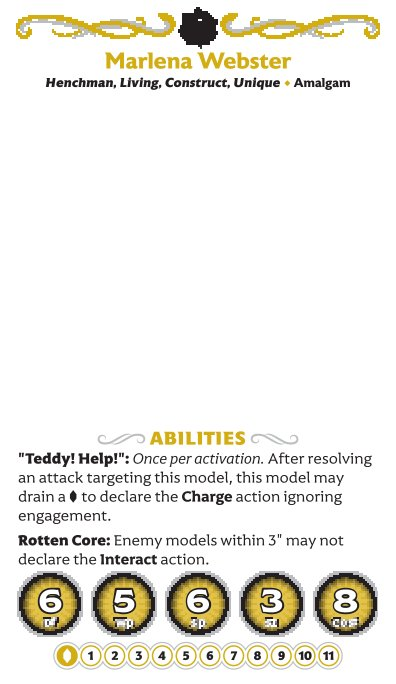 Marlena Webster
Henchman, Living, Construct, Unique • Amalgam
ABILITIES
"Teddy! Help!": Once per activation. After resolving
an attack targeting this model, this model may
drain a to declare the Charge action ignoring
engagement.
Rotten Core: Enemy models within 3" may not
declare the Interact action.
6 5 6 3 8
Df Wp Sp Sz Cost
1 2 3 4 5 6 7 8 9 10 11